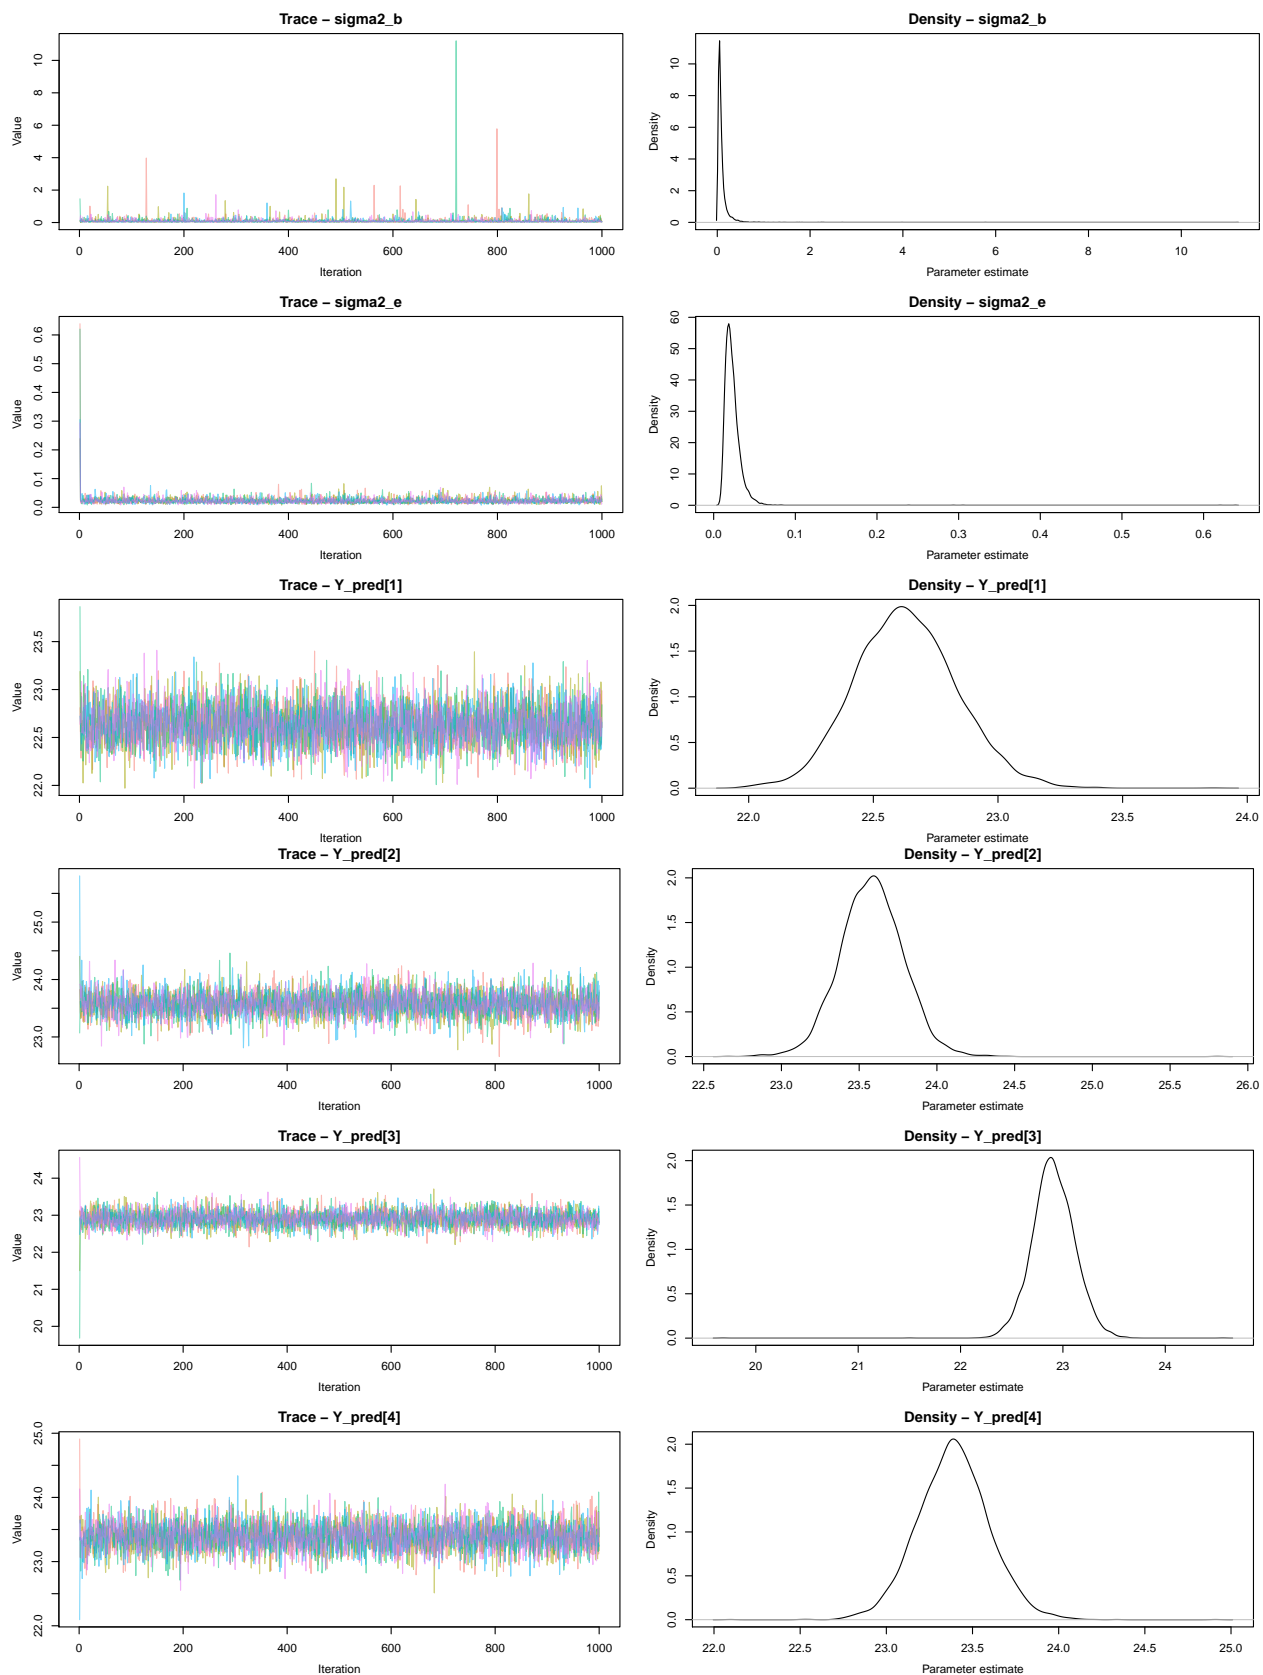 Trace − sigma2_b
Value
0 2 4 6 8 10
0 200 400 600 800 1000
Iteration
Density − sigma2_b
Density
0 2 4 6 8 10
0 2 4 6 8 10
Parameter estimate
Trace − sigma2_e
Value
0.0 0.1 0.2 0.3 0.4 0.5 0.6
0 200 400 600 800 1000
Iteration
Density − sigma2_e
Density
0 10 20 30 40 50 60
0.0 0.1 0.2 0.3 0.4 0.5 0.6
Parameter estimate
Trace − Y_pred[1]
Value
22.0 22.5 23.0 23.5
0 200 400 600 800 1000
Iteration
Density − Y_pred[1]
Density
0.0 0.5 1.0 1.5 2.0
22.0 22.5 23.0 23.5 24.0
Parameter estimate
Trace − Y_pred[2]
Value
23.0 24.0 25.0
0 200 400 600 800 1000
Iteration
Density − Y_pred[2]
Density
0.0 0.5 1.0 1.5 2.0
22.5 23.0 23.5 24.0 24.5 25.0 25.5 26.0
Parameter estimate
Trace − Y_pred[3]
Value
20 21 22 23 24
0 200 400 600 800 1000
Iteration
Density − Y_pred[3]
Density
0.0 0.5 1.0 1.5 2.0
20 21 22 23 24
Parameter estimate
Trace − Y_pred[4]
Value
22.0 23.0 24.0 25.0
0 200 400 600 800 1000
Iteration
Density − Y_pred[4]
Density
0.0 0.5 1.0 1.5 2.0
22.0 22.5 23.0 23.5 24.0 24.5 25.0
Parameter estimate